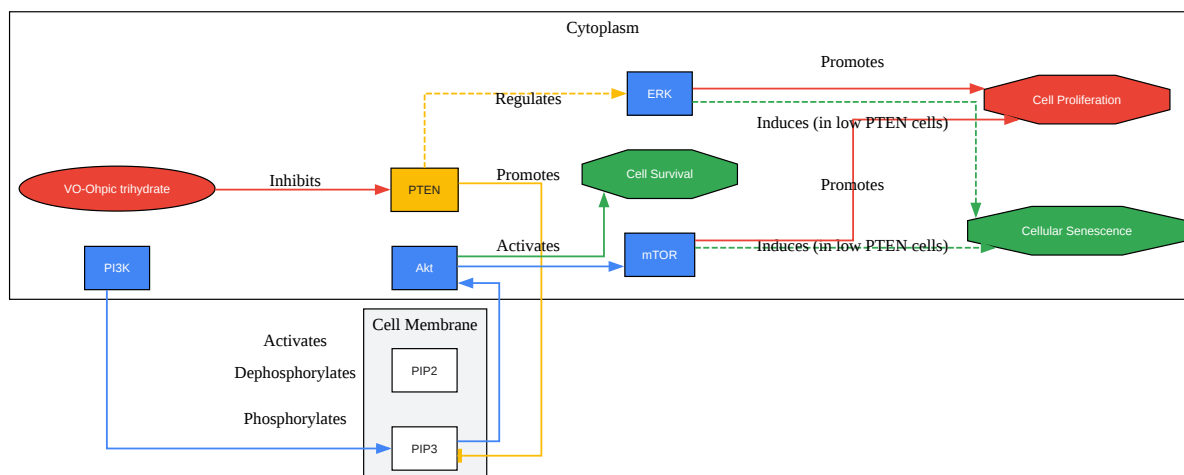 Cytoplasm
Promotes
ERK
Cell Proliferation
Regulates
Induces (in low PTEN cells)
VO-Ohpic trihydrate
Inhibits
PTEN
Promotes
Cell Survival
Promotes
Cellular Senescence
PI3K
Akt
Activates
mTOR
Induces (in low PTEN cells)
Cell Membrane
Activates
PIP2
Dephosphorylates
Phosphorylates
PIP3